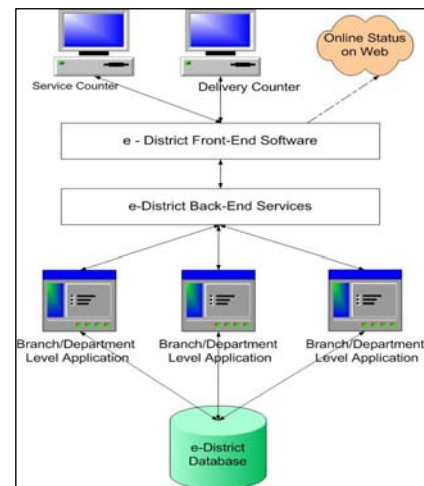 Online Status
on Web
Service Counter
Delivery Counter
e - District Front-End Software
e-District Back-End Services
Branch/Department
Level Application
Branch/Department
Level Application
Branch/Department
Level Application
e-District
Database